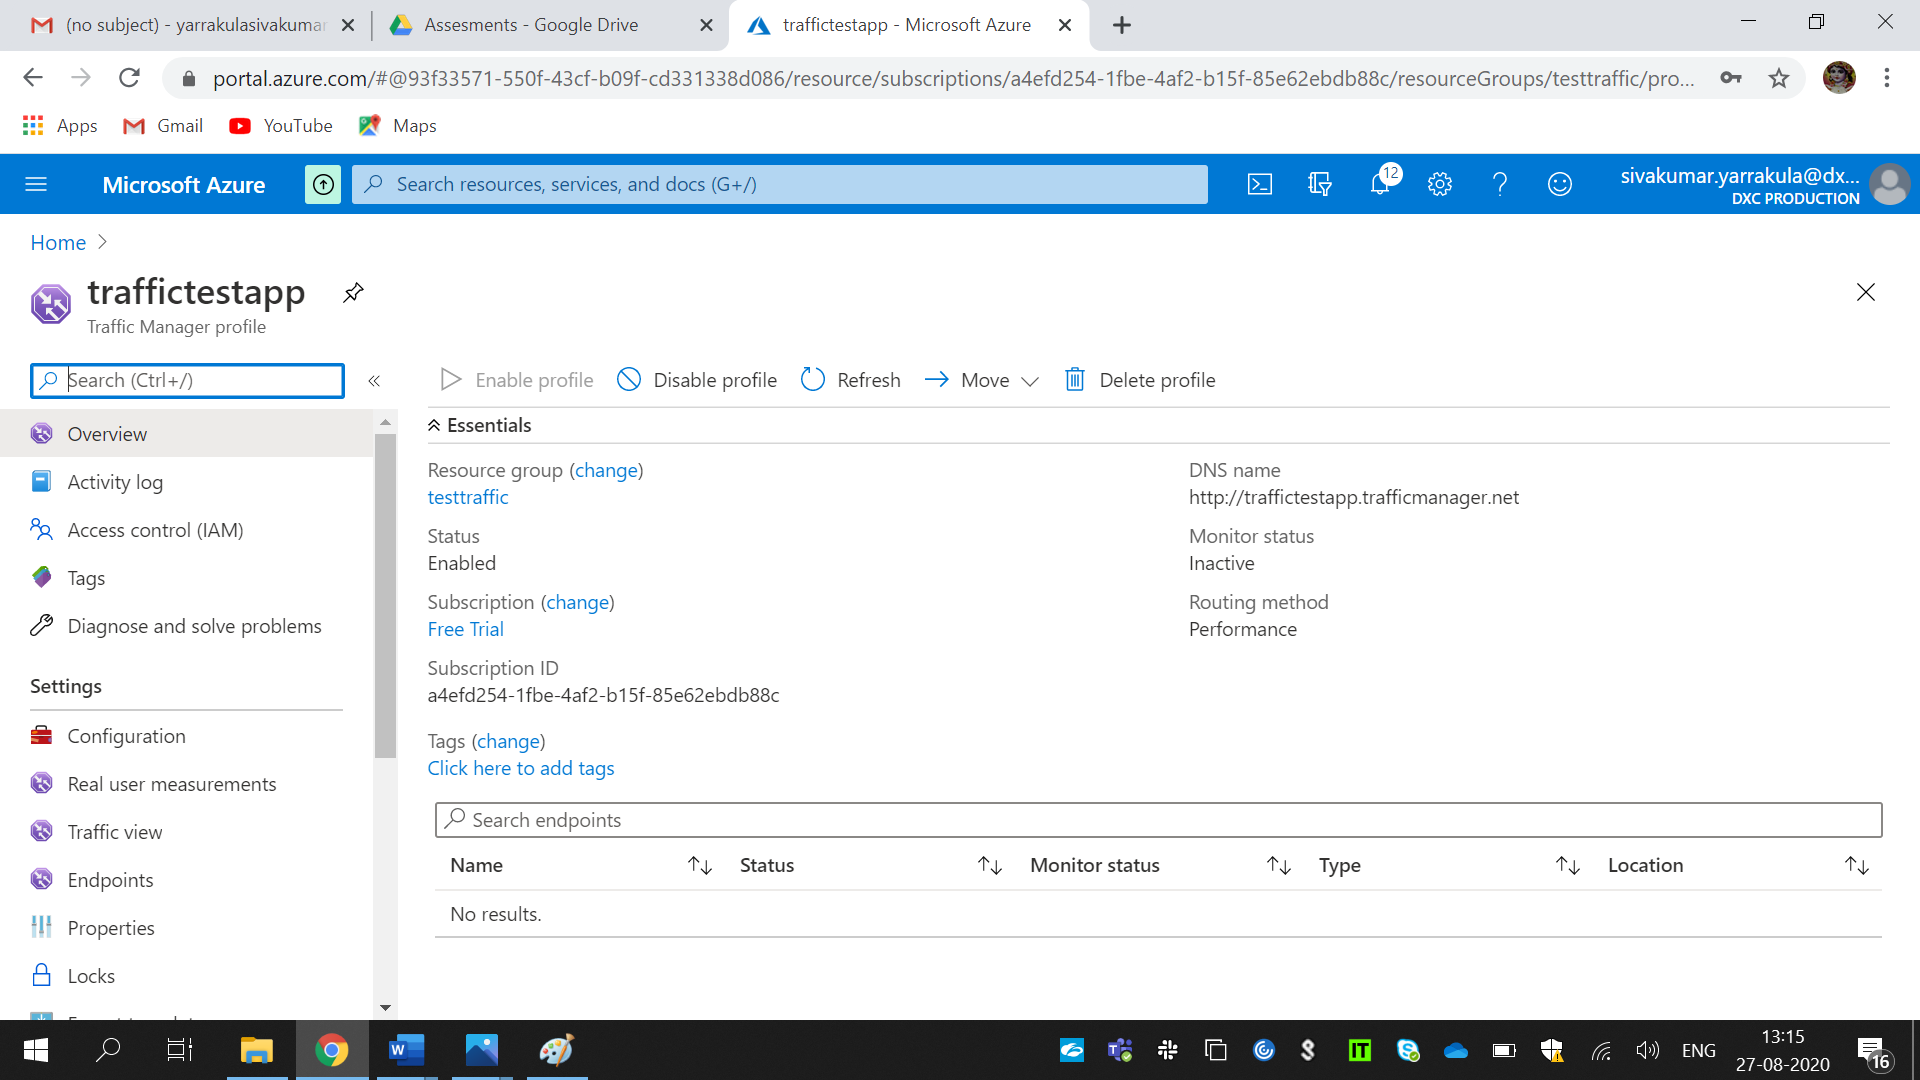 (no subject) - yarrakulasivakumar
Assesments - Google Drive
traffictestapp - Microsoft Azure
portal.azure.com/#@93f33571-550f-43cf-b09f-cd331338d086/resource/subscriptions/a4efd254-1fbe-4af2-b15f-85e62ebdb88c/resourceGroups/testtraffic/pro...
Apps
Gmail
YouTube
Maps
Microsoft Azure
Search resources, services, and docs (G+/)
12
sivakumar.yarrakula@dx...
DXC PRODUCTION
Home
traffictestapp
Traffic Manager profile
Search (Ctrl+/)
Enable profile
Disable profile
Refresh
Move
Delete profile
Overview
Activity log
Access control (IAM)
Tags
Diagnose and solve problems
Settings
Configuration
Real user measurements
Traffic view
Endpoints
Properties
Locks
Essentials
Resource group (change)
testtraffic
Status
Enabled
Subscription (change)
Free Trial
Subscription ID
a4efd254-1fbe-4af2-b15f-85e62ebdb88c
Tags (change)
Click here to add tags
DNS name
http://traffictestapp.trafficmanager.net
Monitor status
Inactive
Routing method
Performance
Search endpoints
Name
Status
Monitor status
Type
Location
No results.
ENG
13:15
27-08-2020
16